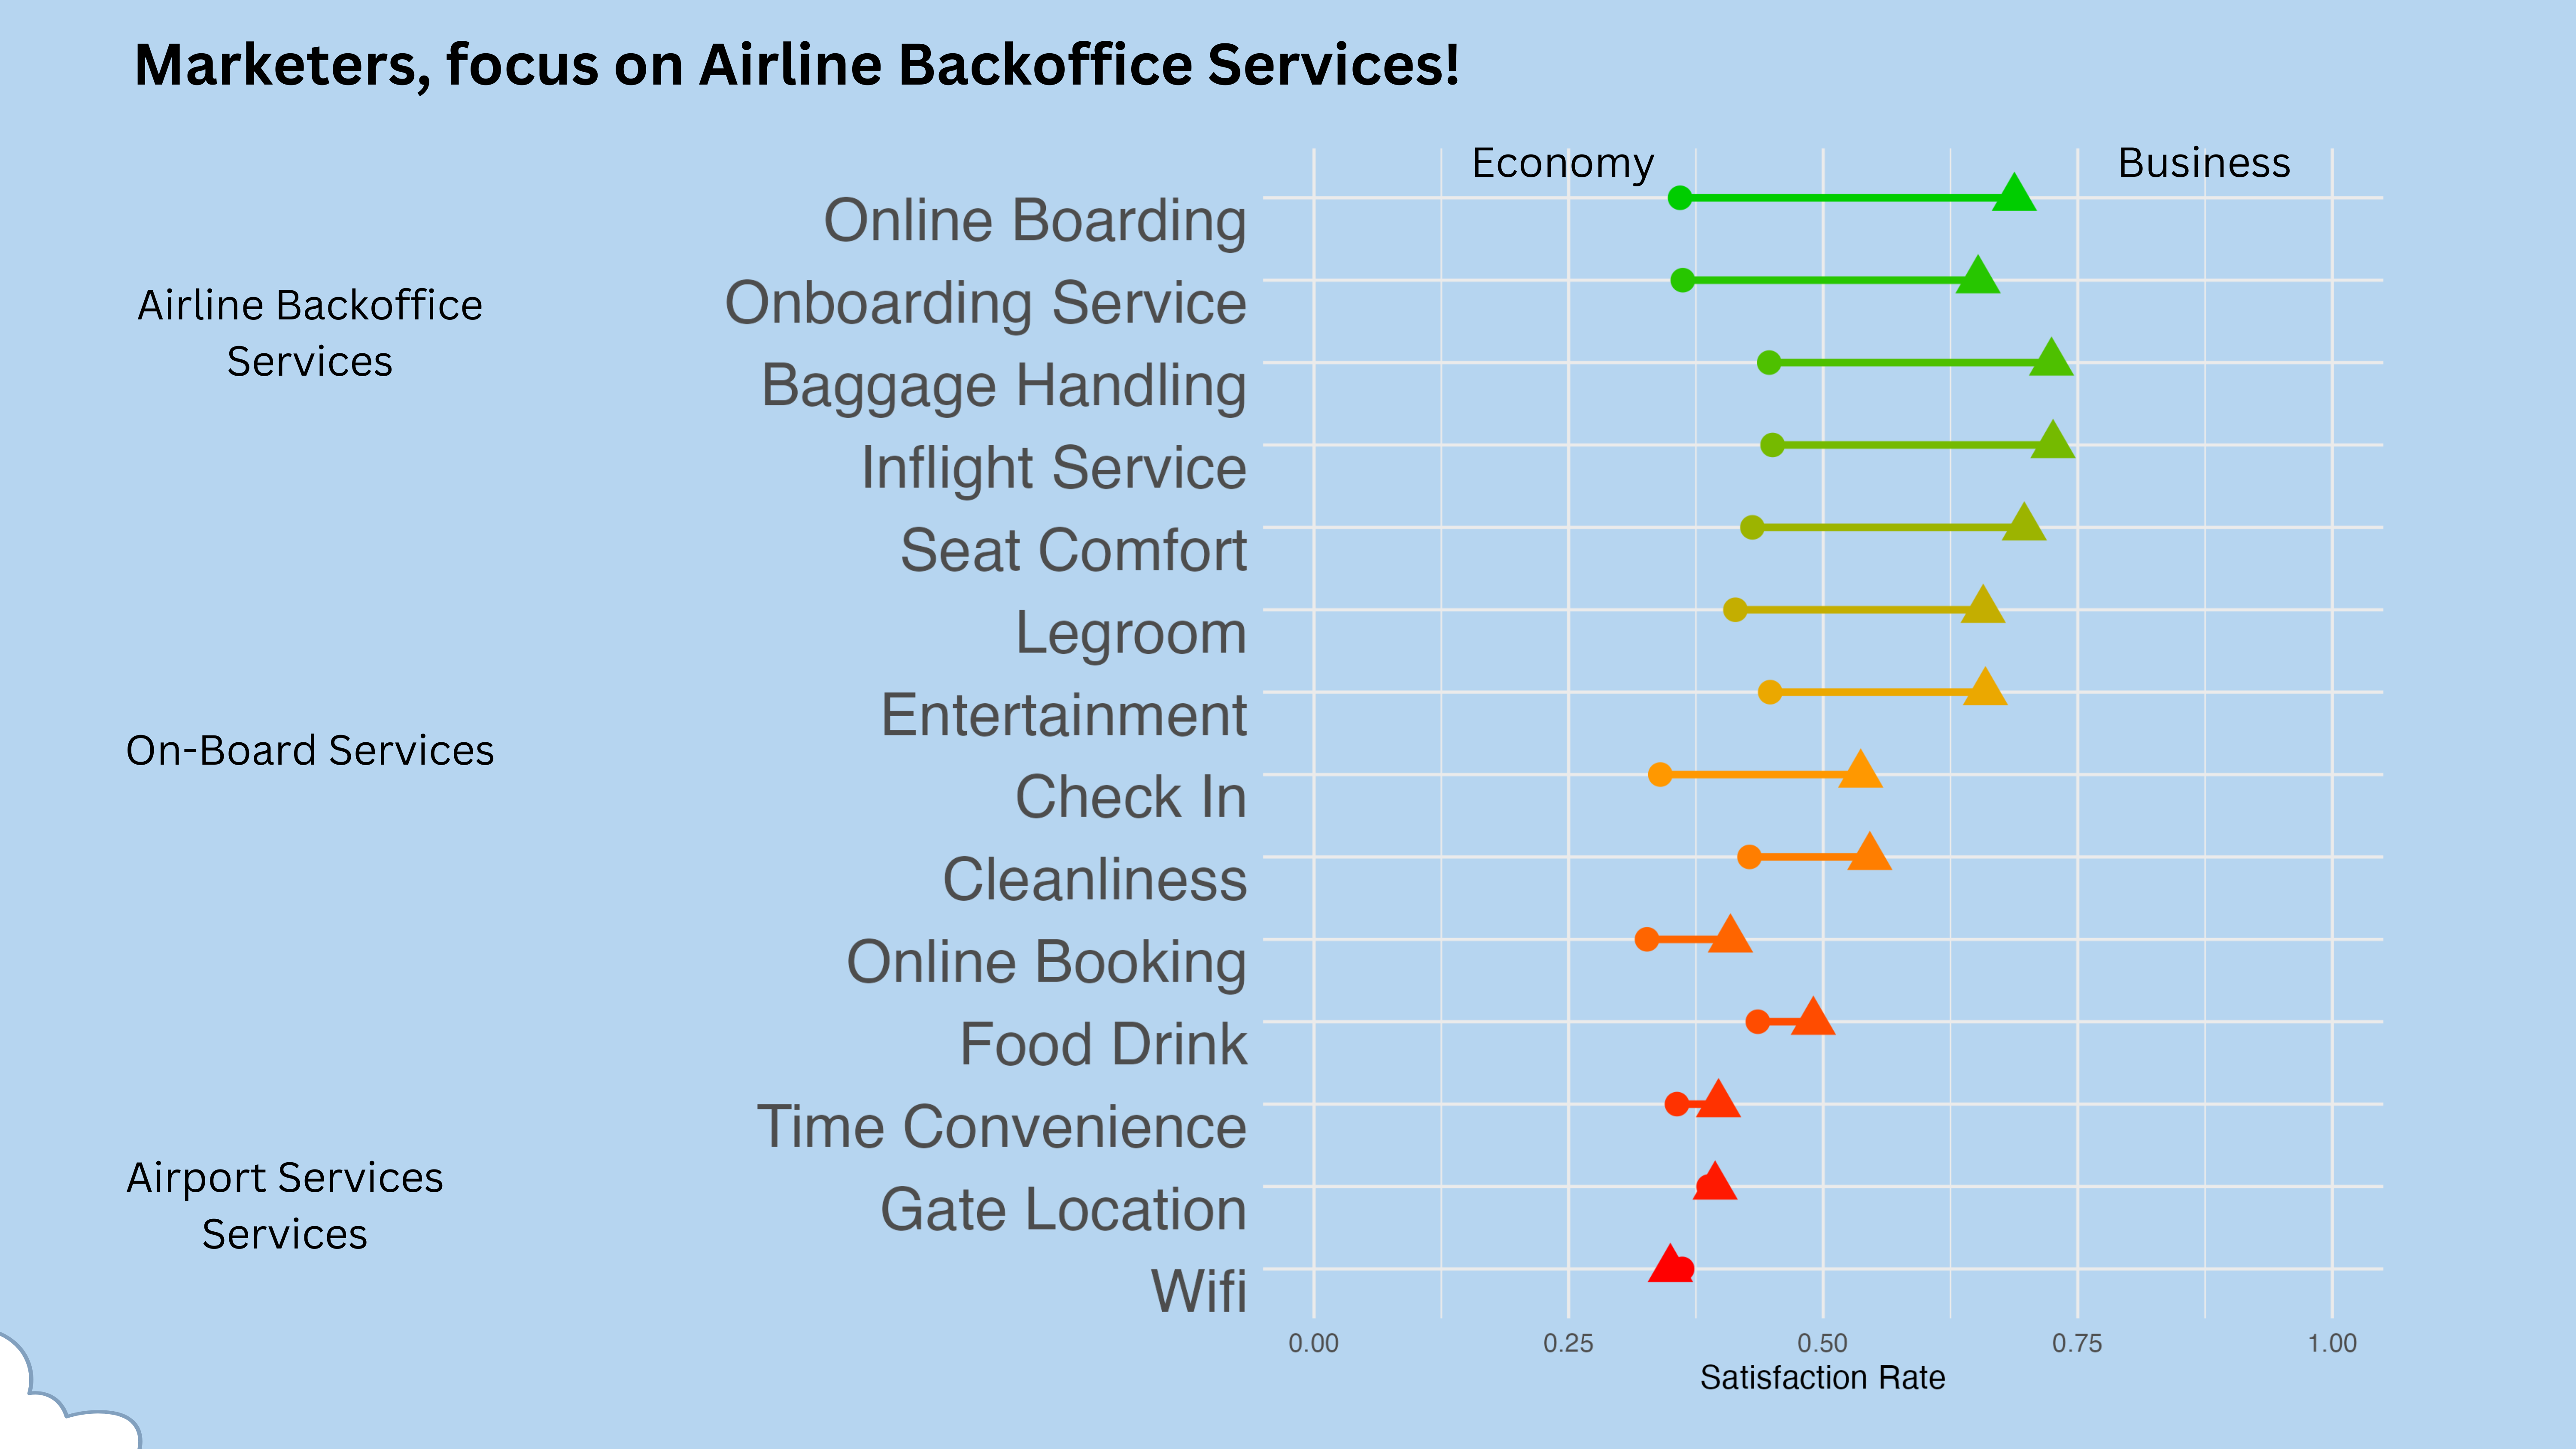 Marketers, focus on Airline Backoffice Services!
Economy
Business
Online Boarding
Onboarding Service
Airline Backoffice
Services
Baggage Handling
Inflight Service
Seat Comfort
Legroom
Entertainment
On-Board Services
Check In
Cleanliness
Online Booking
Food Drink
Time Convenience
Airport Services
Services
Gate Location
Wifi
0.00 0.25 0.50 0.75 1.00
Satisfaction Rate